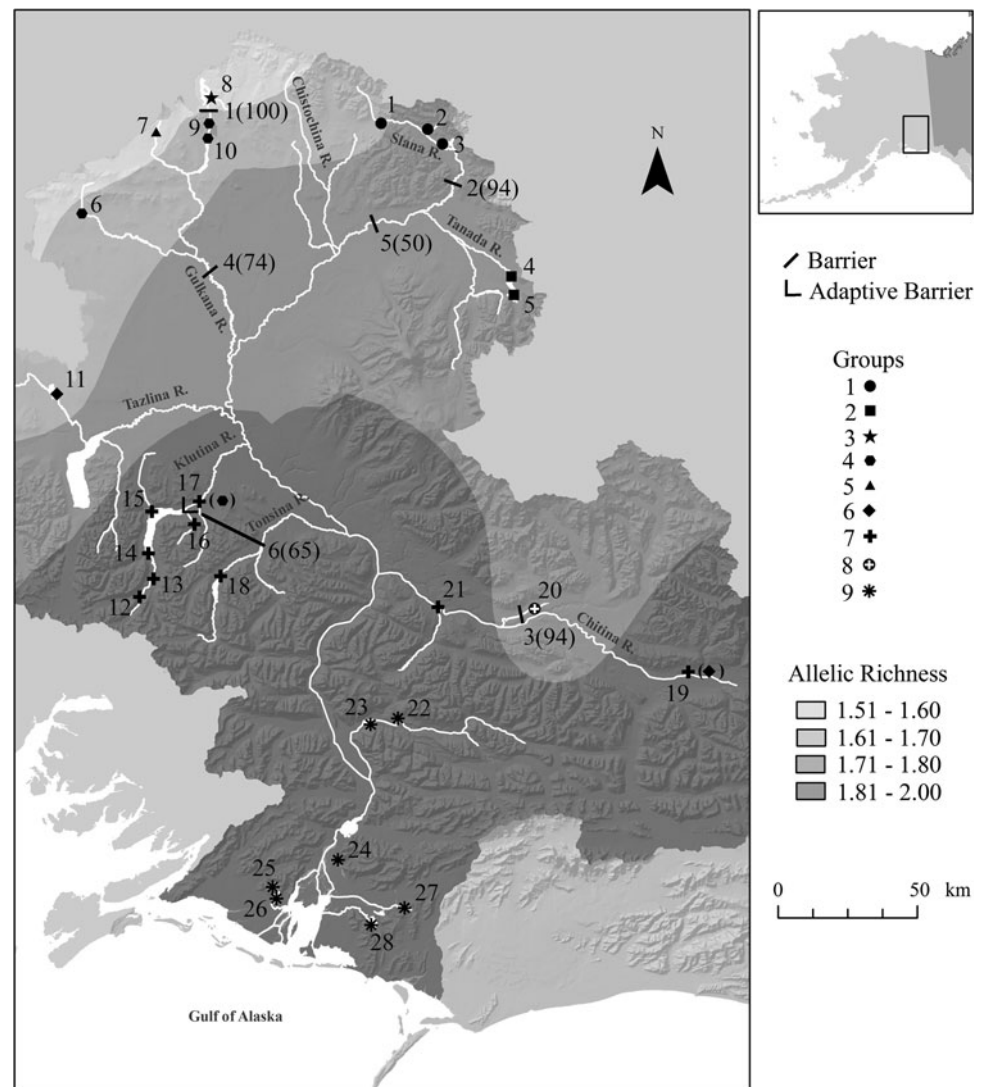 8
1(100)
Chistochina R.
1
2
7
9
3
10
Slana R.
N
2(94)
6
5(50)
Tanada R.
4(74)
4
5
Gulkana R.
11
Tazlina R.
Klutina R.
17
( )
15
Tonsina R.
16
6(65)
14
13
18
12
21
20
3(94)
Chitina R.
19
( )
23
22
24
25
27
26
28
Gulf of Alaska
Barrier
Adaptive Barrier
Groups
1
2
3
4
5
6
7
8
9
Allelic Richness
1.51 - 1.60
1.61 - 1.70
1.71 - 1.80
1.81 - 2.00
0 50 km